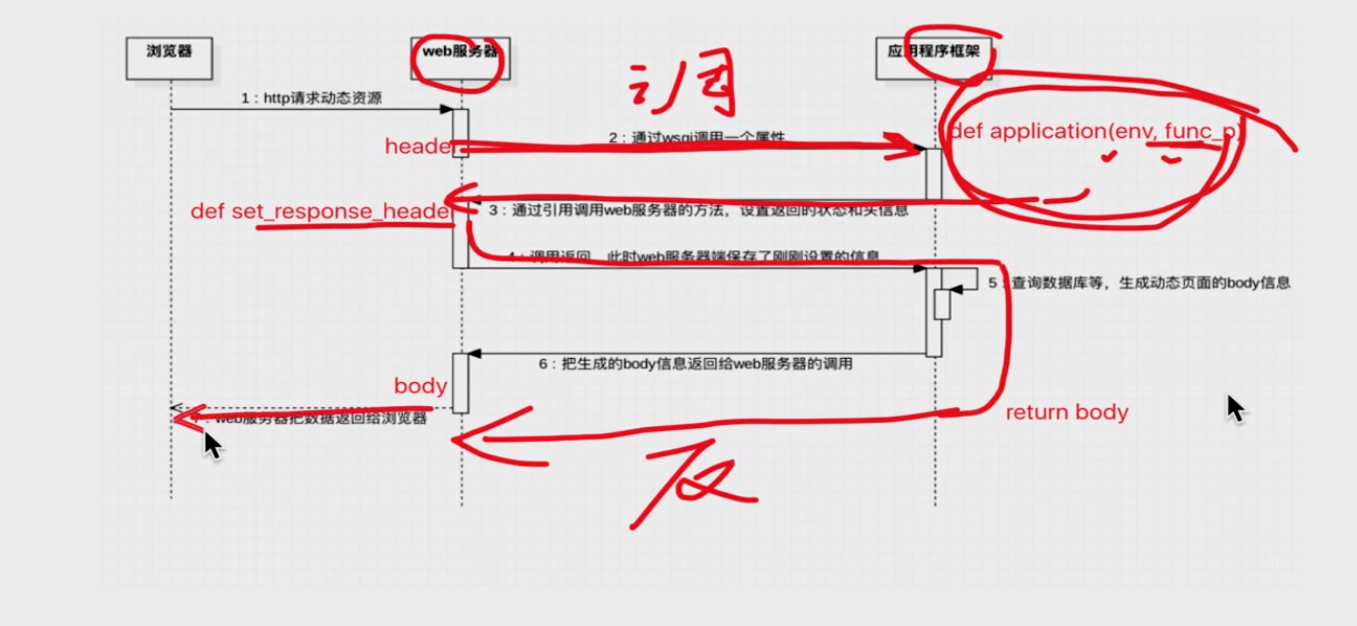 浏览器
web服务器
应用程序框架
调
1：http请求动态资源
2：通过wsgi调用一个属性
def application(env, func_p)
header
def set_response_header
3：通过引用调用web服务器的方法，设置返回的状态和头信息
4：调用返回，此时web服务器端保存了刚刚设置的信息
5：查询数据库等，生成动态页面的body信息
6：把生成的body信息返回给web服务器的调用
body
return body
7：web服务器把数据返回给浏览器
反